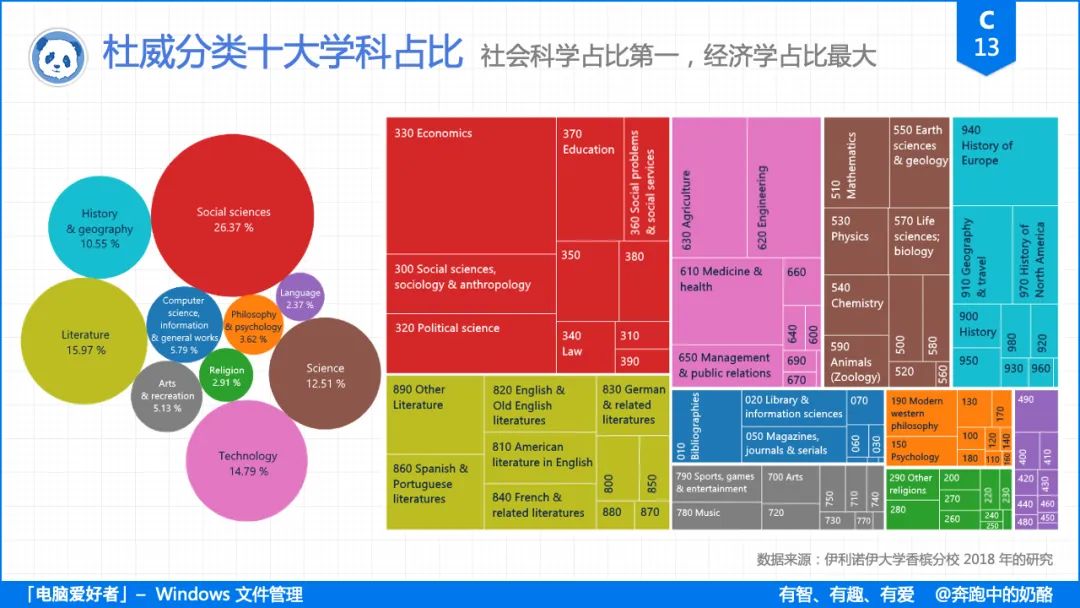 杜威分类十大学科占比 社会科学占比第一，经济学占比最大
C
13
Social sciences
26.37 %
History
& geography
10.55 %
Language
2.37 %
Computer
science,
information
& general works
5.79 %
Philosophy
& psychology
3.62 %
Literature
15.97 %
Religion
2.91 %
Science
12.51 %
Arts
& recreation
5.13 %
Technology
14.79 %
330 Economics
370
Education
360 Social problems
& social services
300 Social sciences,
sociology & anthropology
350
380
320 Political science
340
Law
310
390
630 Agriculture
620 Engineering
610 Medicine &
health
660
640
600
650 Management
& public relations
690
670
510
Mathematics
550 Earth
sciences
& geology
530
Physics
570 Life
sciences;
biology
540
Chemistry
500
580
590
Animals
(Zoology)
520
560
940
History of
Europe
910 Geography
& travel
970 History of
North America
900
History
980
920
950
930
960
890 Other
Literature
820 English &
Old English
literatures
830 German
& related
literatures
810 American
literature in English
860 Spanish &
Portuguese
literatures
800
850
840 French &
related literatures
880
870
010
Bibliographies
020 Library &
information sciences
070
050 Magazines,
journals & serials
060
030
790 Sports, games
& entertainment
700 Arts
750
710
740
780 Music
720
730
770
190 Modern
western
philosophy
130
170
150
Psychology
100
120
140
180
110
160
290 Other
religions
200
220
230
270
280
260
240
250
490
400
410
420
430
440
460
480
450
数据来源：伊利诺伊大学香槟分校 2018 年的研究
「电脑爱好者」– Windows 文件管理
有智、有趣、有爱 @奔跑中的奶酪